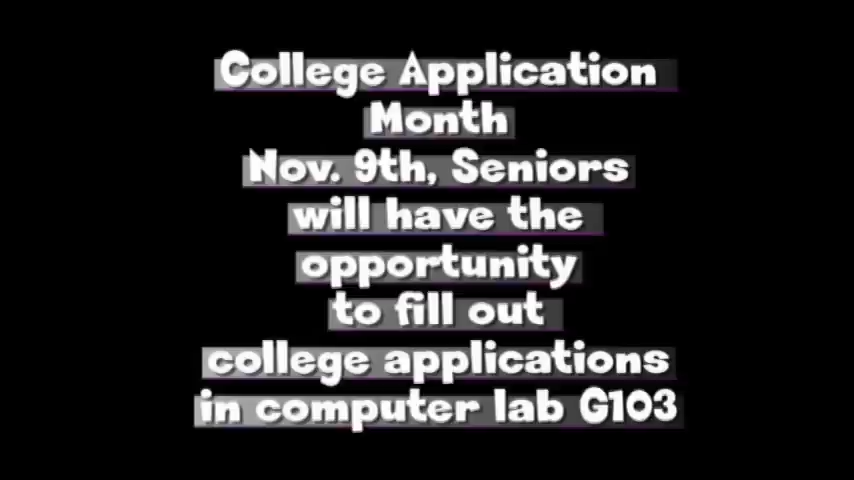 College Application
Month
Nov. 9th, Seniors
will have the
opportunity
to fill out
college applications
in computer lab G103